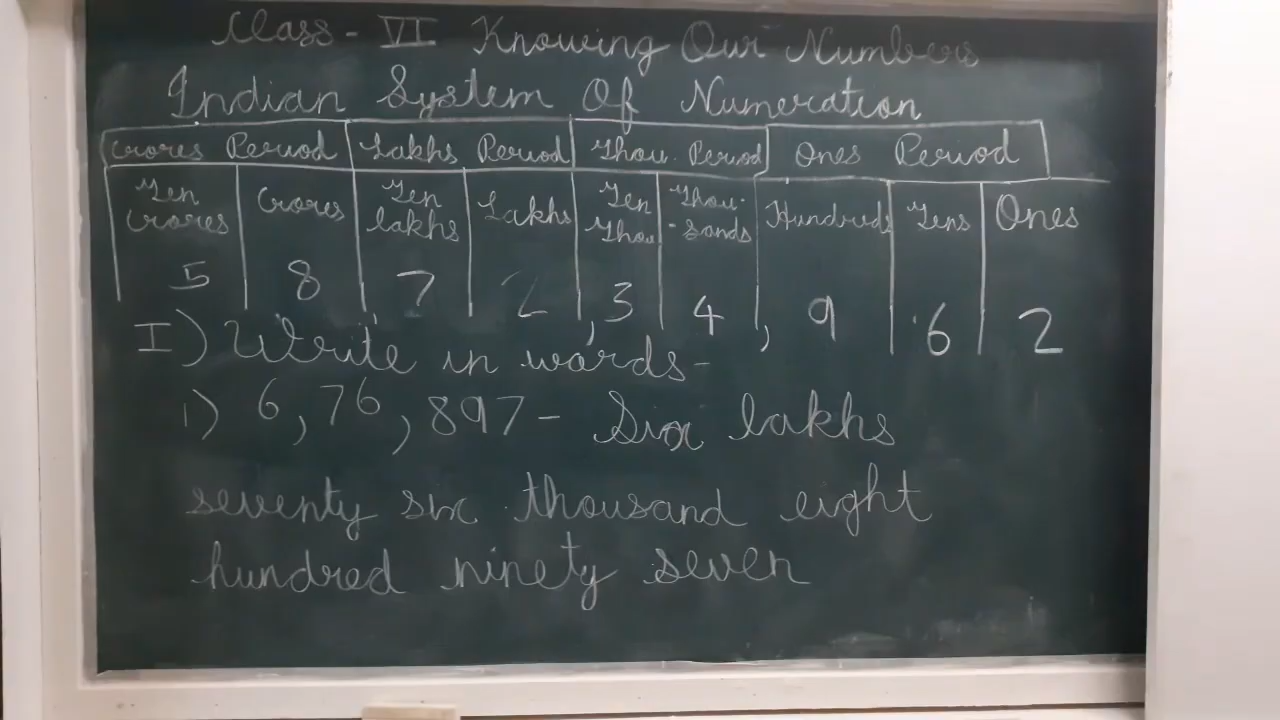 Class - VI Knowing Our Numbers
Indian System Of Numeration
Crores Period Lakhs Period Thou. Period Ones Period
Ten Crores Crores Ten lakhs Lakhs Ten Thou Thou- -sands Hundreds Tens Ones
5 8 , 7 2 , 3 4 , 9 6 2
I) Write in words-
1) 6,76,897 - Six lakhs
seventy six thousand eight
hundred ninety seven